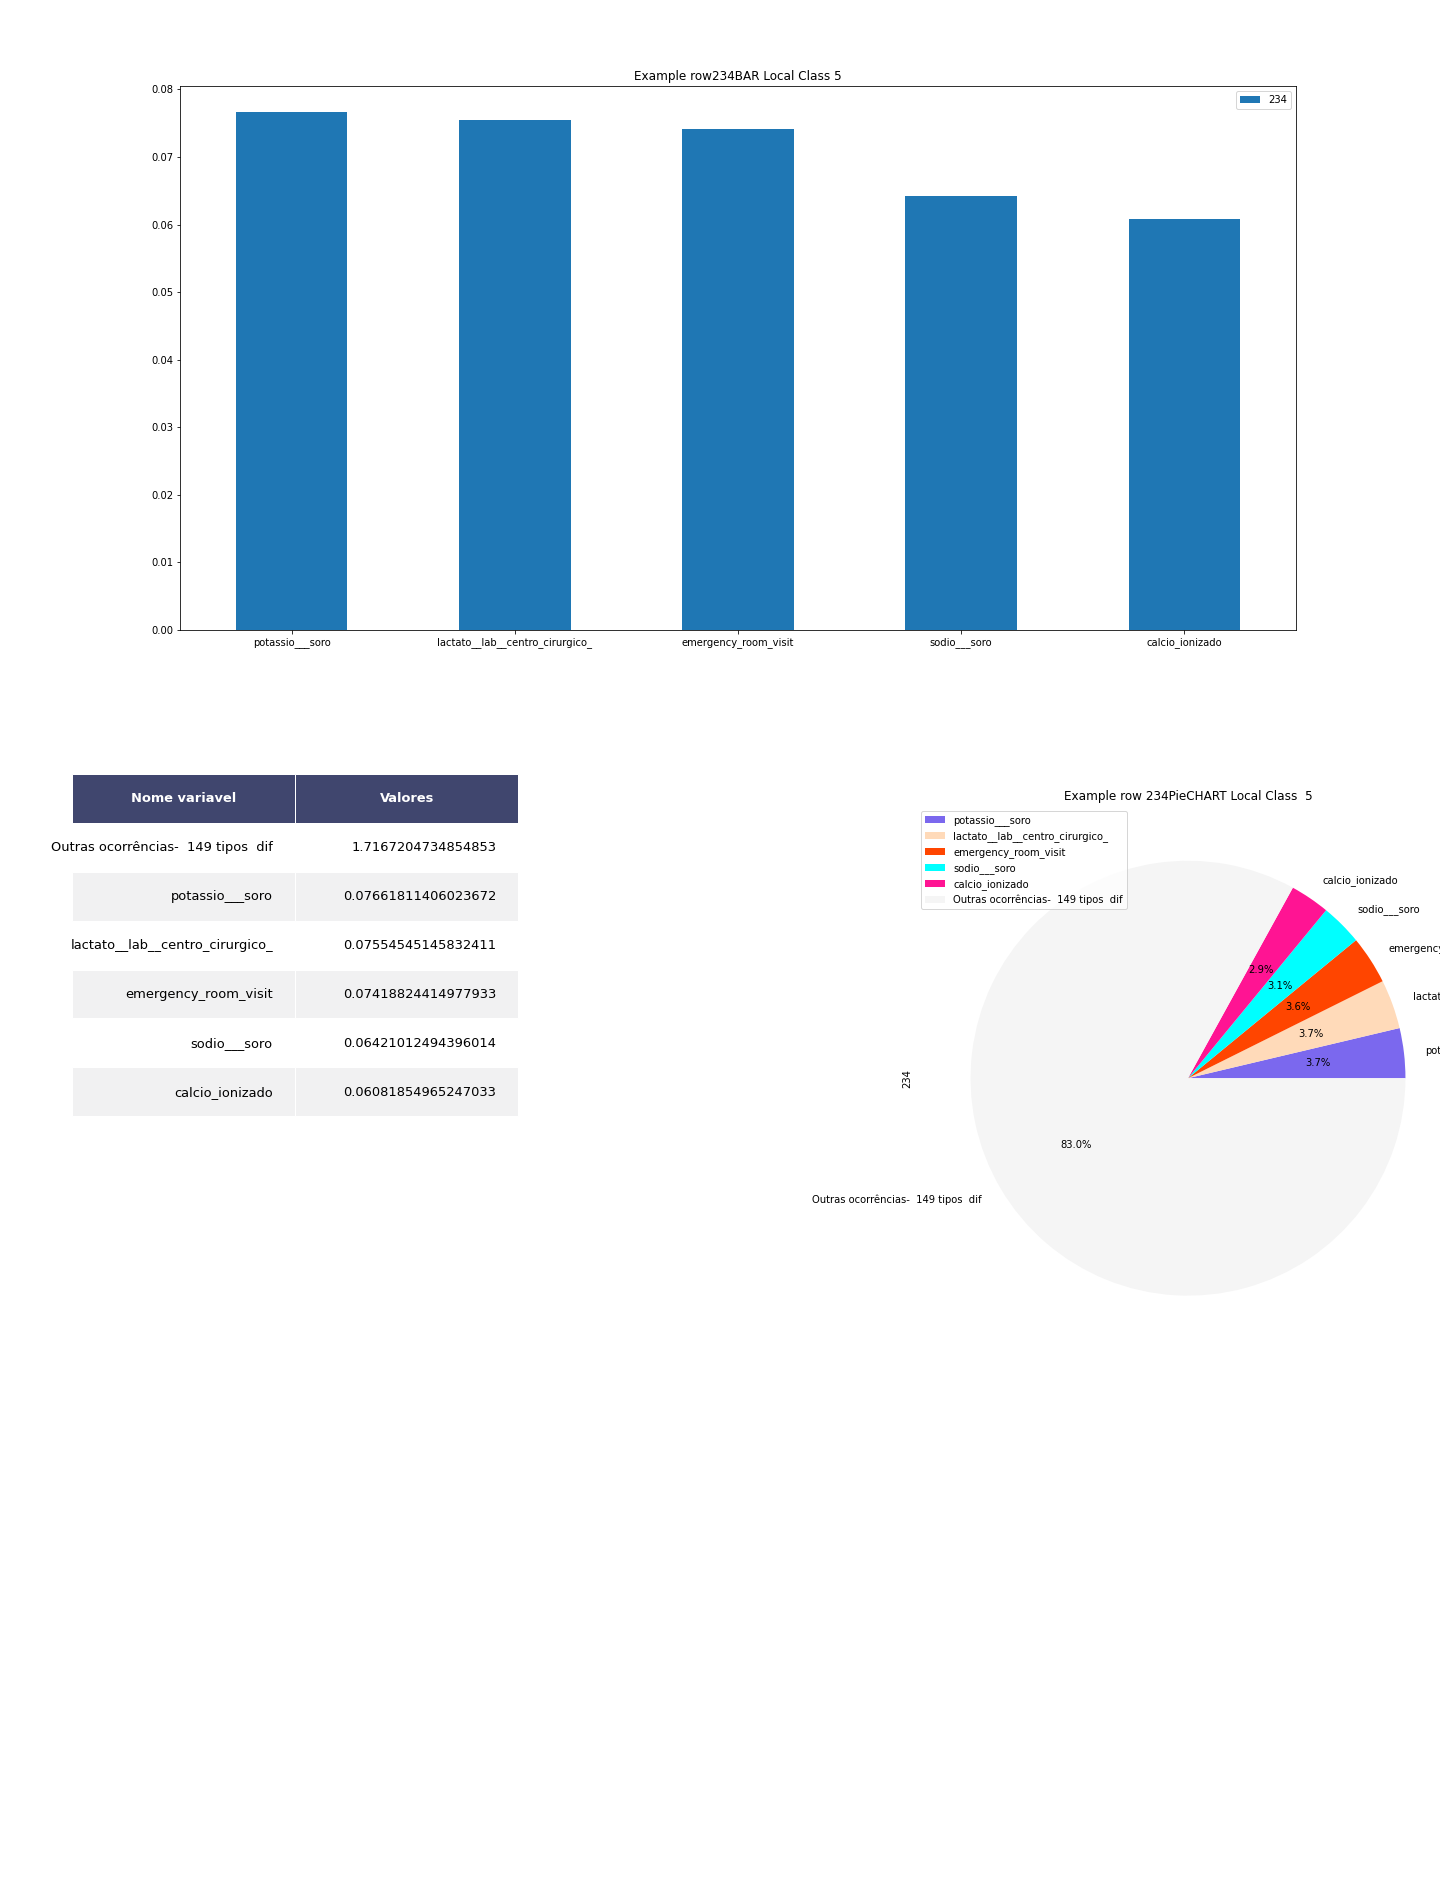 Example row234BAR Local Class 5
234
0.08
0.07
0.06
0.05
0.04
0.03
0.02
0.01
0.00
potassio___soro
lactato__lab__centro_cirurgico_
emergency_room_visit
sodio___soro
calcio_ionizado
Nome variavel Valores
Outras ocorrências-  149 tipos  dif 1.7167204734854853
potassio___soro 0.07661811406023672
lactato__lab__centro_cirurgico_ 0.07554545145832411
emergency_room_visit 0.07418824414977933
sodio___soro 0.06421012494396014
calcio_ionizado 0.06081854965247033
Example row 234PieCHART Local Class  5
potassio___soro
lactato__lab__centro_cirurgico_
emergency_room_visit
sodio___soro
calcio_ionizado
Outras ocorrências-  149 tipos  dif
calcio_ionizado
sodio___soro
emergency
lactat
pot
2.9%
3.1%
3.6%
3.7%
3.7%
234
83.0%
Outras ocorrências-  149 tipos  dif